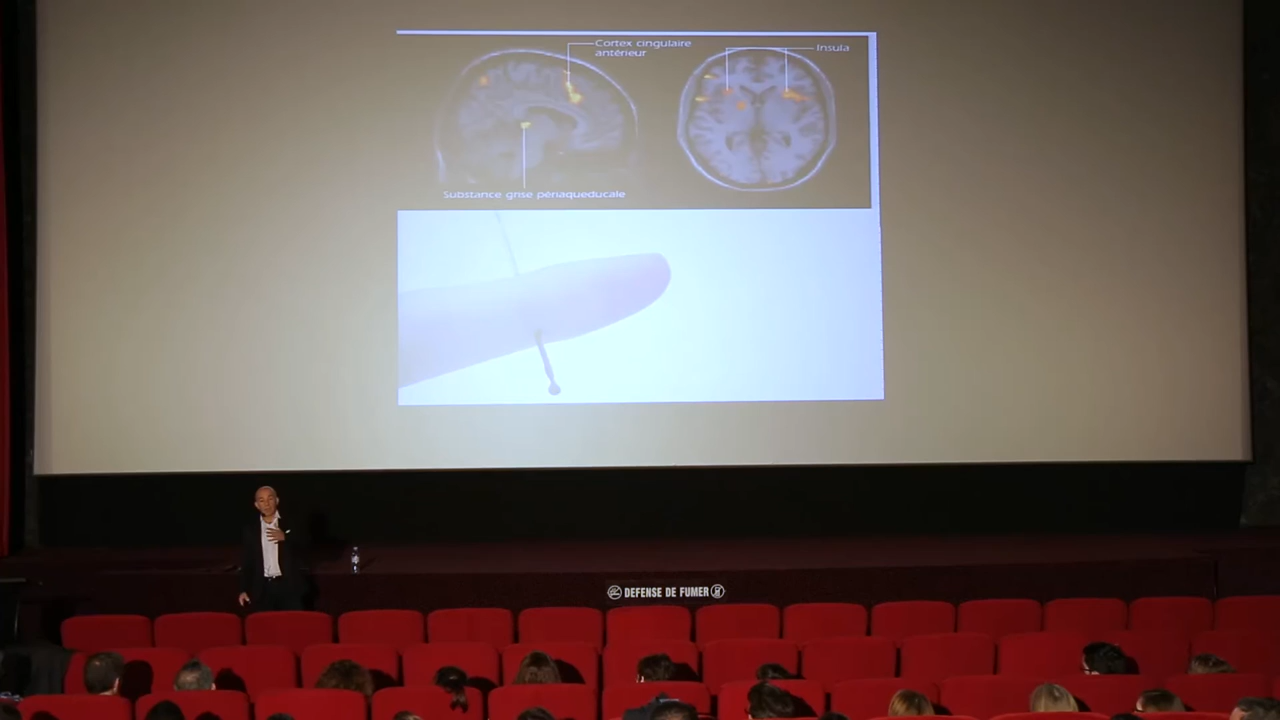 Cortex cingulaire
antérieur
Insula
Substance grise périaqueducale
DEFENSE DE FUMER